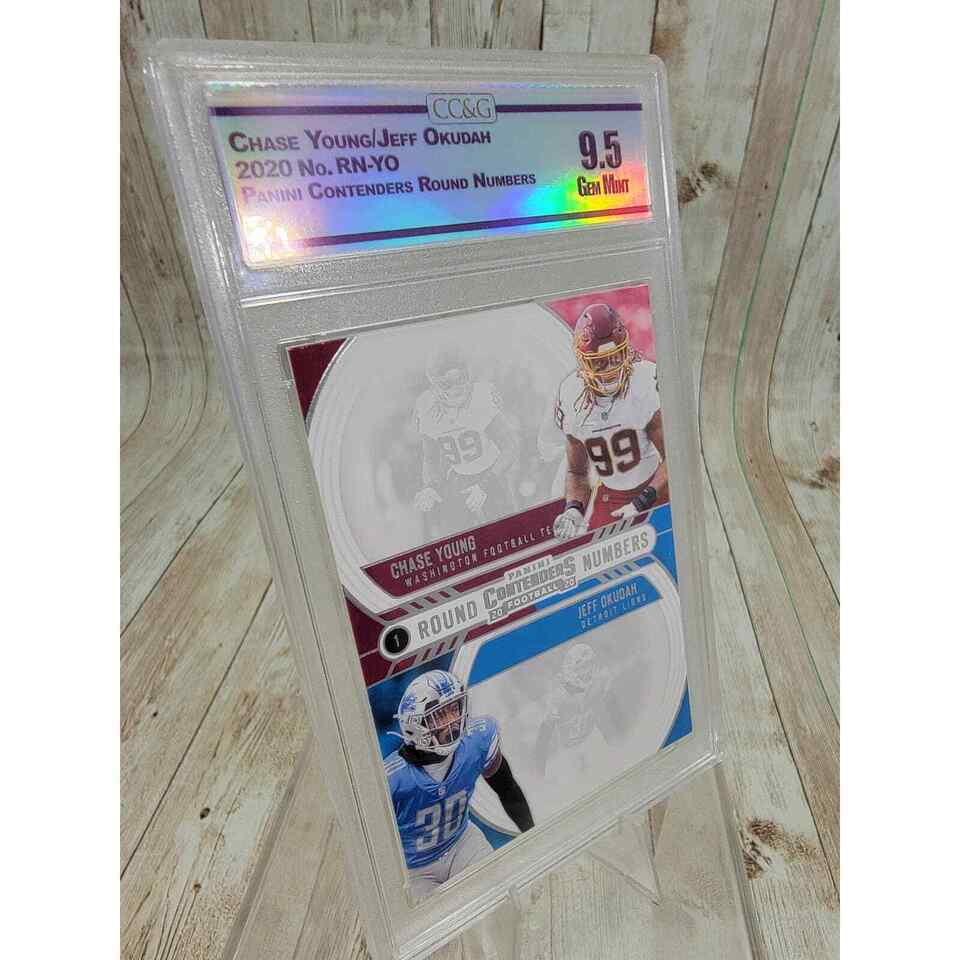 CC&G
CHASE YOUNG/JEFF OKUDAH
2020 NO. RN-YO
PANINI CONTENDERS ROUND NUMBERS
9.5
GEM MINT
99
99
CHASE YOUNG
WASHINGTON FOOTBALL TE
1
ROUND
PANINI
CONTENDERS
20 FOOTBALL 20
NUMBERS
JEFF OKUDAH
DETROIT LIONS
30